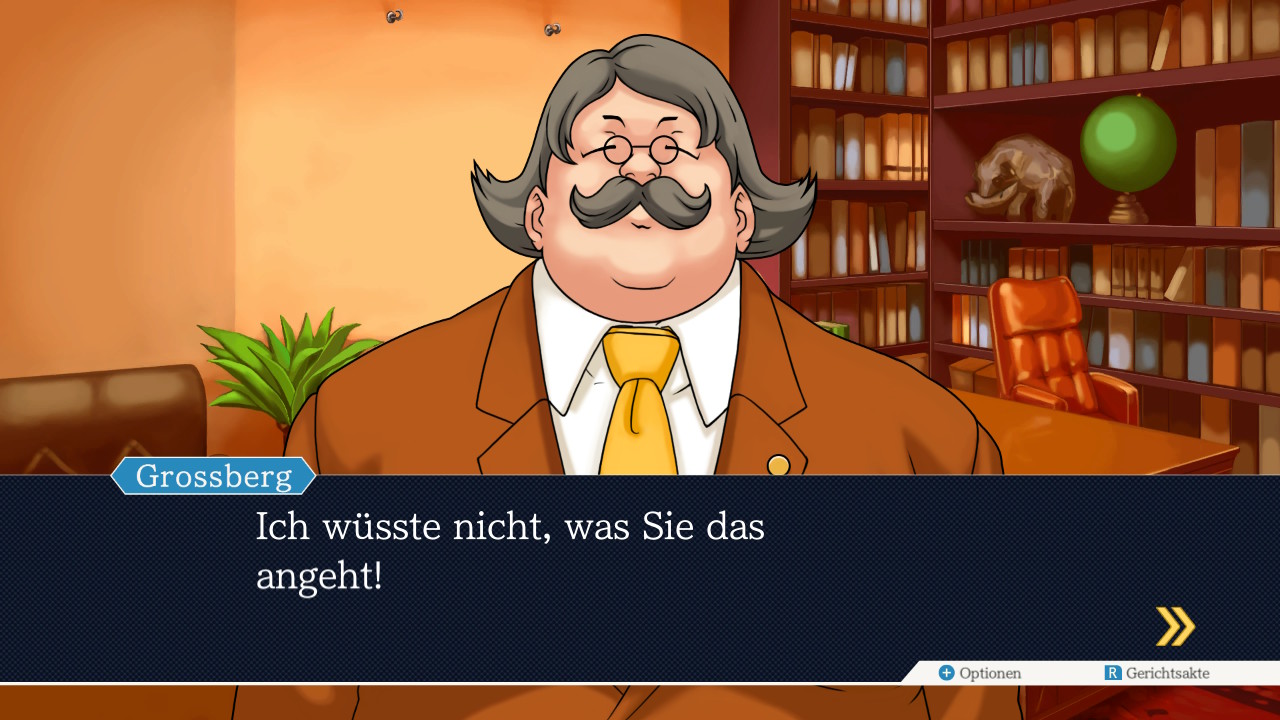 Grossberg
Ich wüsste nicht, was Sie das
angeht!
+ Optionen
R Gerichtsakte